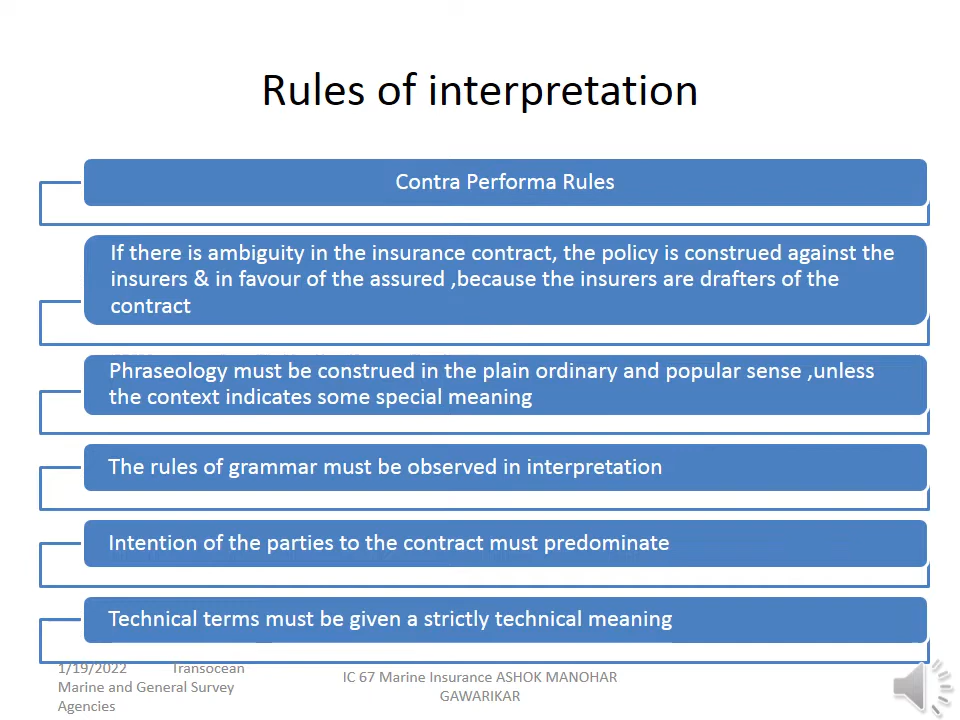 Rules of interpretation
Contra Performa Rules
If there is ambiguity in the insurance contract, the policy is construed against the
insurers & in favour of the assured ,because the insurers are drafters of the
contract
Phraseology must be construed in the plain ordinary and popular sense ,unless
the context indicates some special meaning
The rules of grammar must be observed in interpretation
Intention of the parties to the contract must predominate
Technical terms must be given a strictly technical meaning
1/19/2022 Transocean
Marine and General Survey
Agencies
IC 67 Marine Insurance ASHOK MANOHAR
GAWARIKAR